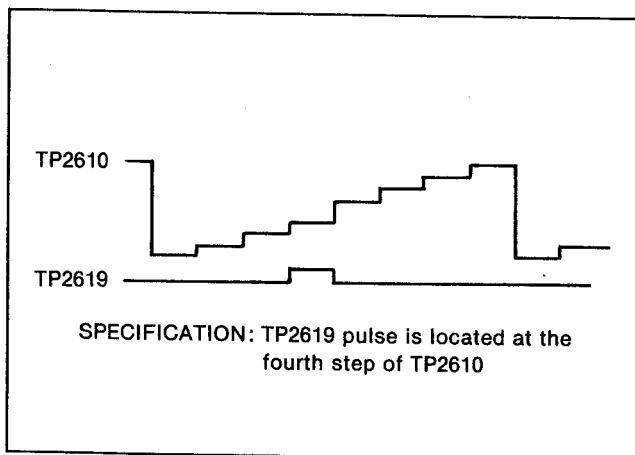 TP2610
TP2619
SPECIFICATION: TP2619 pulse is located at the
fourth step of TP2610